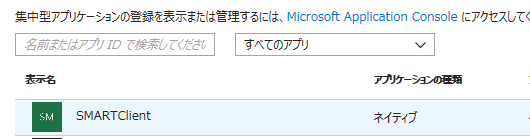 集中型アプリケーションの登録を表示または管理するには、Microsoft Application Console にアクセスして
名前またはアプリ ID で検索してください
すべてのアプリ
表示名 アプリケーションの種類
SM SMARTClient ネイティブ